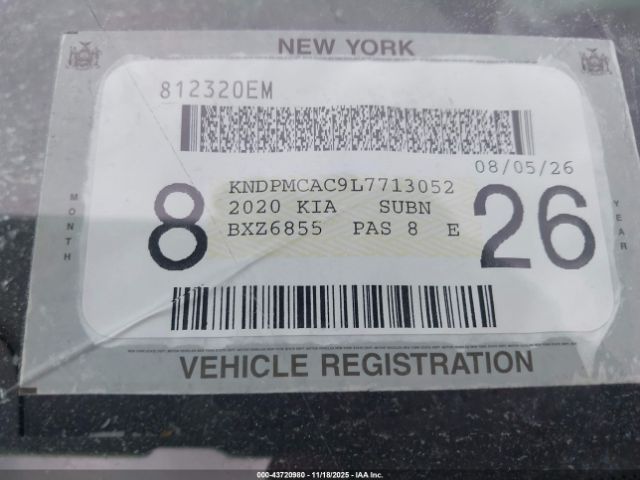 NEW YORK
812320EM
08/05/26
KNDPMCAC9L7713052
8
2020 KIA SUBN
26
BXZ6855 PAS 8 E
MONTH
YEAR
VEHICLE REGISTRATION
000-43720980 - 11/18/2025 - IAA Inc.